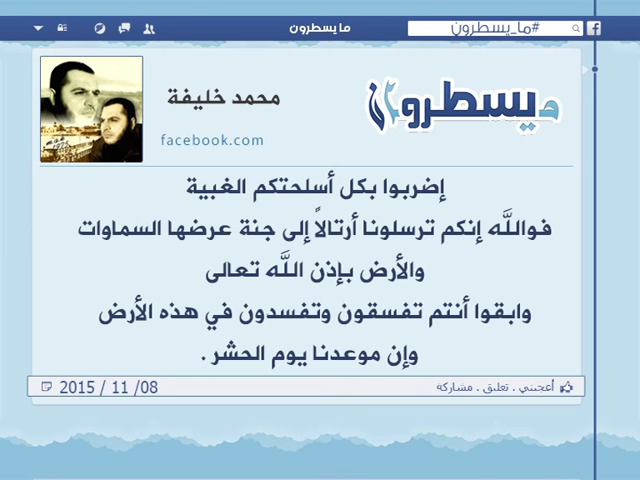 ما يسطرون
#ما_يسطرون
ما يسطرون
محمد خليفة
facebook.com
إضربوا بكل أسلحتكم الغبية
فواللَّه إنكم ترسلونا أرتالاً إلى جنة عرضها السماوات
والأرض بإذن اللَّه تعالى
وابقوا أنتم تفسقون وتفسدون في هذه الأرض
وإن موعدنا يوم الحشر .
أعجبني . تعليق . مشاركة
2015 / 11 /08